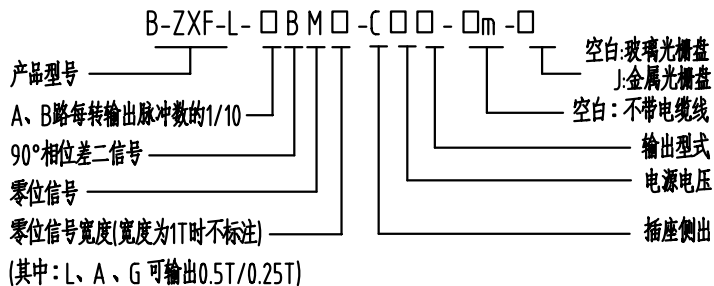 B-ZXF-L-□BM□-C□□-□m-□
空白:玻璃光栅盘
J:金属光栅盘
产品型号
空白：不带电缆线
A、B路每转输出脉冲数的1/10
输出型式
90°相位差二信号
电源电压
零位信号
零位信号宽度(宽度为1T时不标注)
插座侧出
(其中：L、A、G可输出0.5T/0.25T)